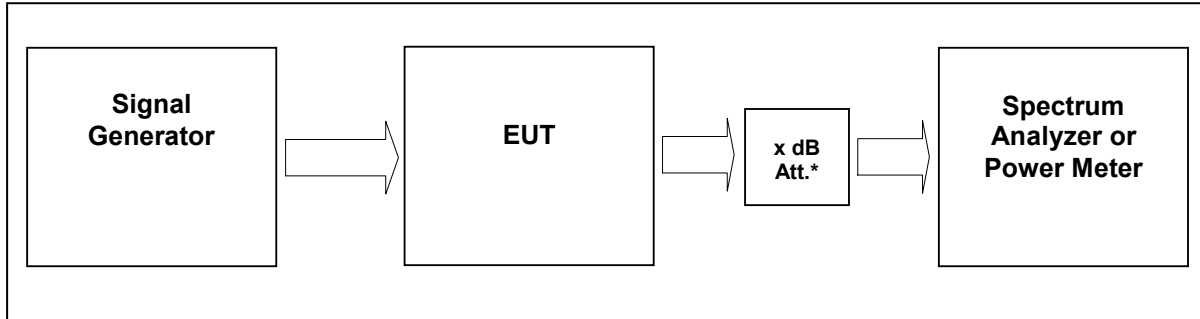 Signal
Generator
EUT
x dB
Att.*
Spectrum
Analyzer or
Power Meter